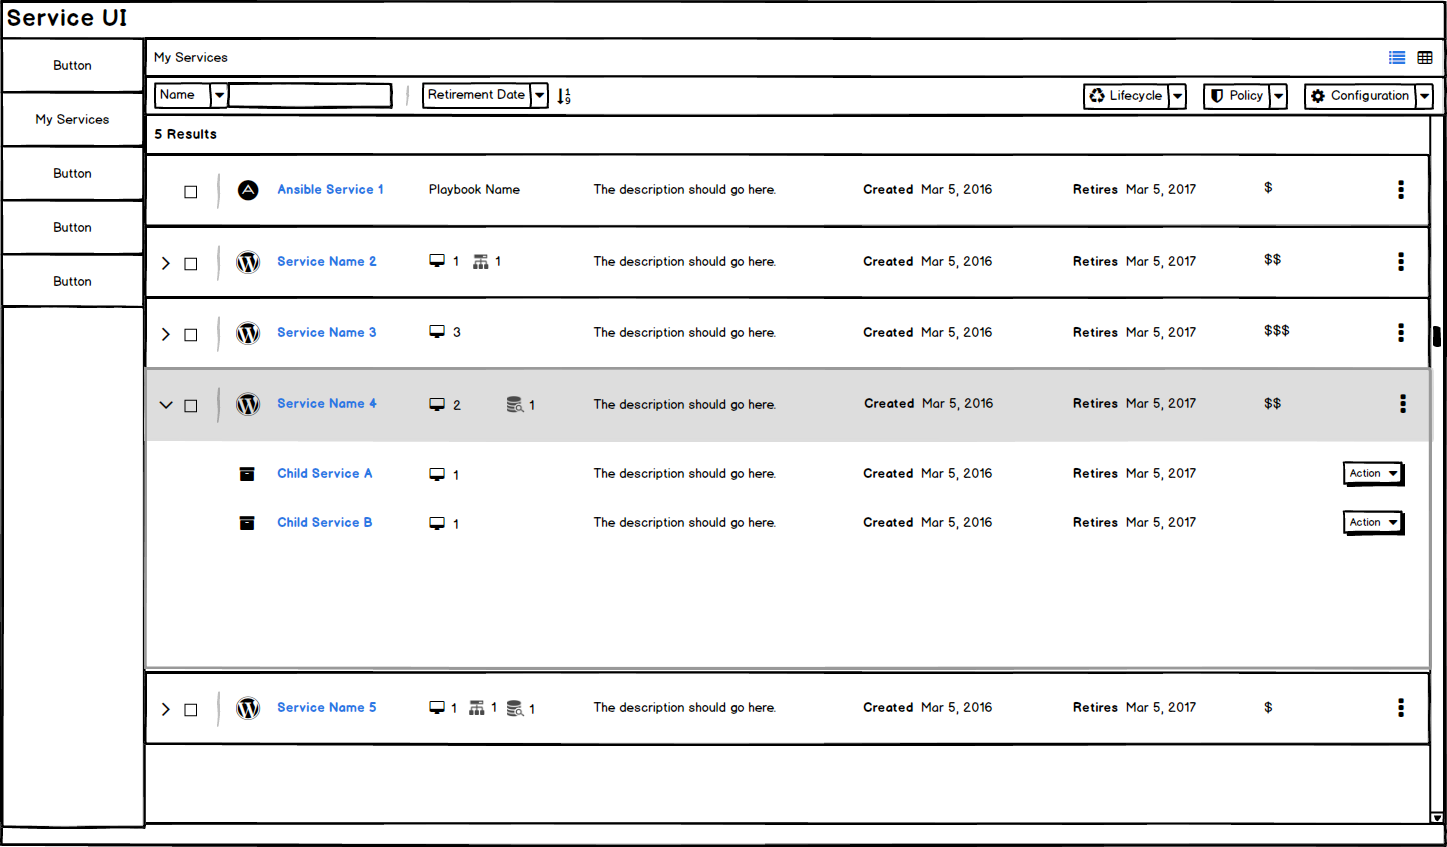 Service UI
Button
My Services
Button
Button
Button
My Services
Name Retirement Date 1 9 Lifecycle Policy Configuration
5 Results
Ansible Service 1 Playbook Name The description should go here. Created Mar 5, 2016 Retires Mar 5, 2017 $
Service Name 2 1 1 The description should go here. Created Mar 5, 2016 Retires Mar 5, 2017 $$
Service Name 3 3 The description should go here. Created Mar 5, 2016 Retires Mar 5, 2017 $$$
Service Name 4 2 1 The description should go here. Created Mar 5, 2016 Retires Mar 5, 2017 $$
Child Service A 1 The description should go here. Created Mar 5, 2016 Retires Mar 5, 2017 Action
Child Service B 1 The description should go here. Created Mar 5, 2016 Retires Mar 5, 2017 Action
Service Name 5 1 1 1 The description should go here. Created Mar 5, 2016 Retires Mar 5, 2017 $